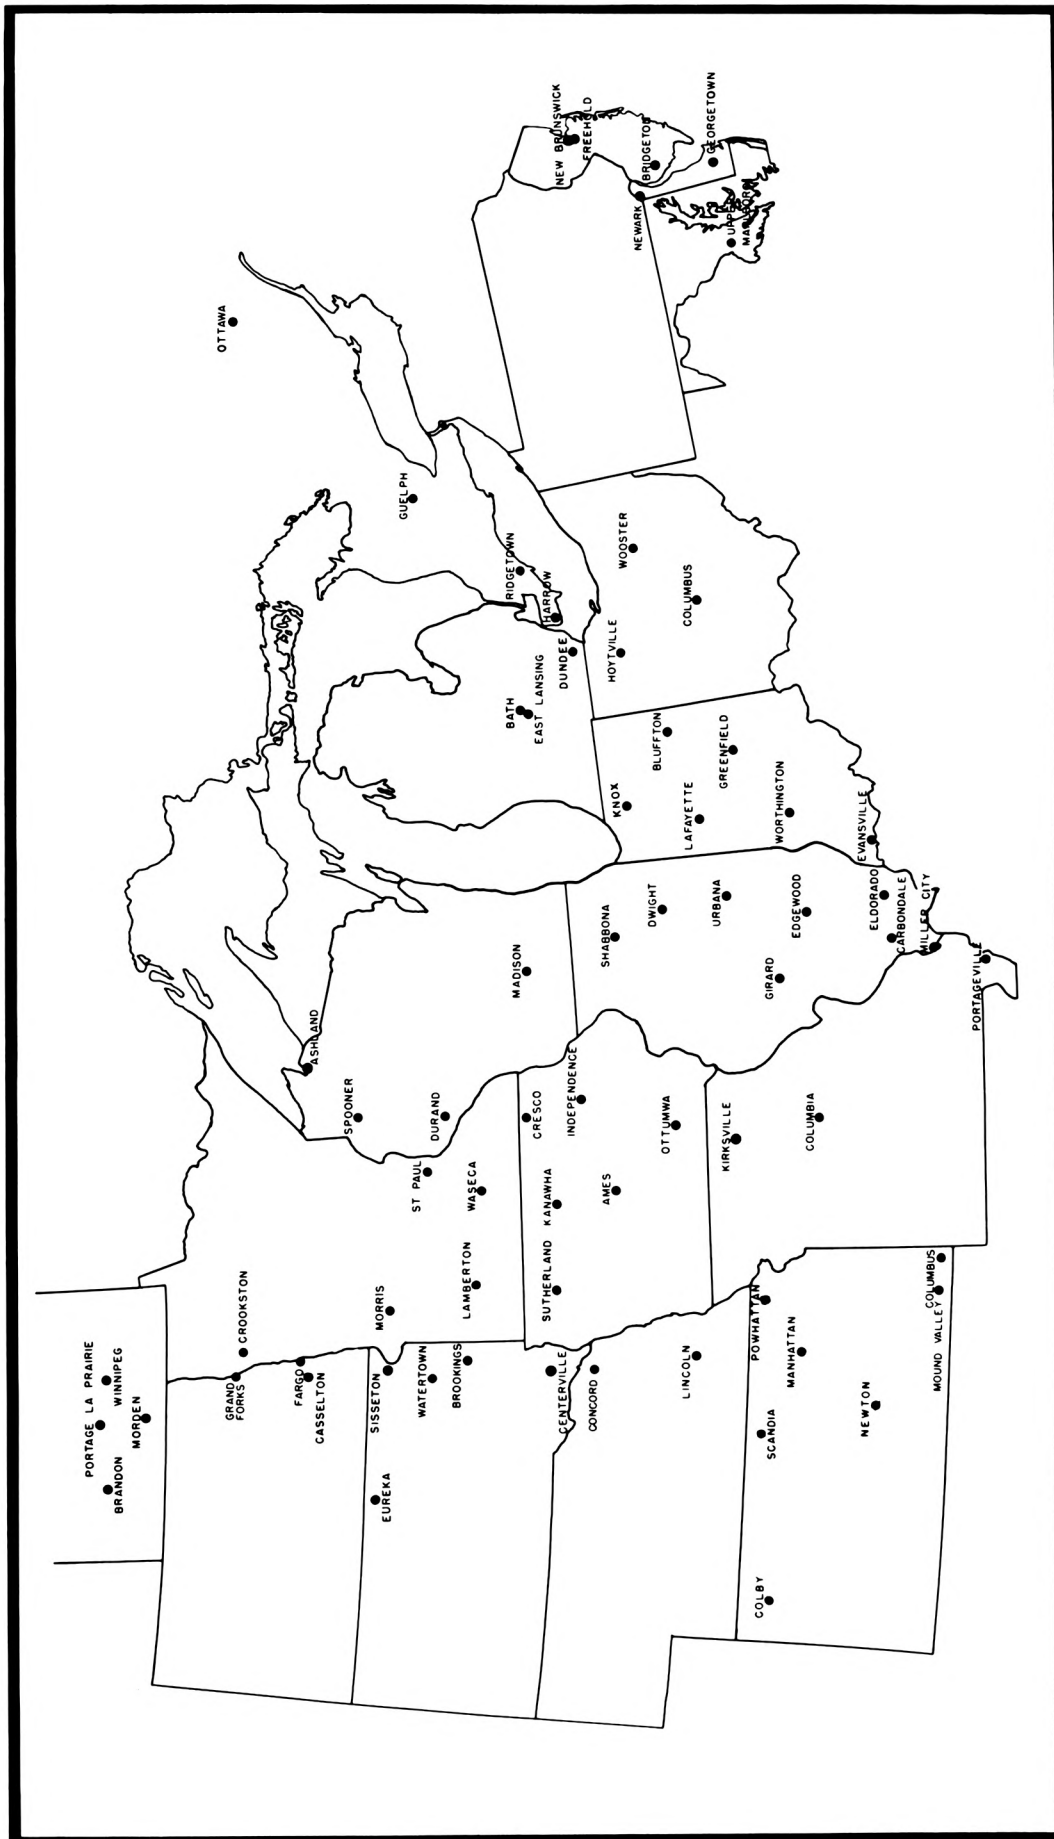 PORTAGE LA PRAIRIE
BRANDON
WINNIPEG
MORDEN
GRAND
FORKS
CROOKSTON
FARGO
CASSELTON
SISSETON
EUREKA
MORRIS
WATERTOWN
BROOKINGS
LAMBERTON
ST PAUL
WASECA
ASHLAND
SPOONER
DURAND
MADISON
CRESCO
INDEPENDENCE
KANAWHA
SUTHERLAND
AMES
OTTUMWA
CENTERVILLE
CONCORD
LINCOLN
KIRKSVILLE
COLUMBIA
PORTAGEVILLE
POWHATTAN
MANHATTAN
SCANDIA
COLBY
NEWTON
MOUND VALLEY
COLUMBUS
SHABBONA
DWIGHT
URBANA
EDGEWOOD
GIRARD
ELDORADO
CARBONDALE
MILLER CITY
KNOX
BLUFFTON
LAFAYETTE
GREENFIELD
WORTHINGTON
EVANSVILLE
BATH
EAST LANSING
DUNDEE
HOYTVILLE
WOOSTER
COLUMBUS
HARROW
RIDGETOWN
GUELPH
OTTAWA
NEW BRUNSWICK
FREEHOLD
BRIDGETON
NEWARK
GEORGETOWN
UPPER
MARLBORO